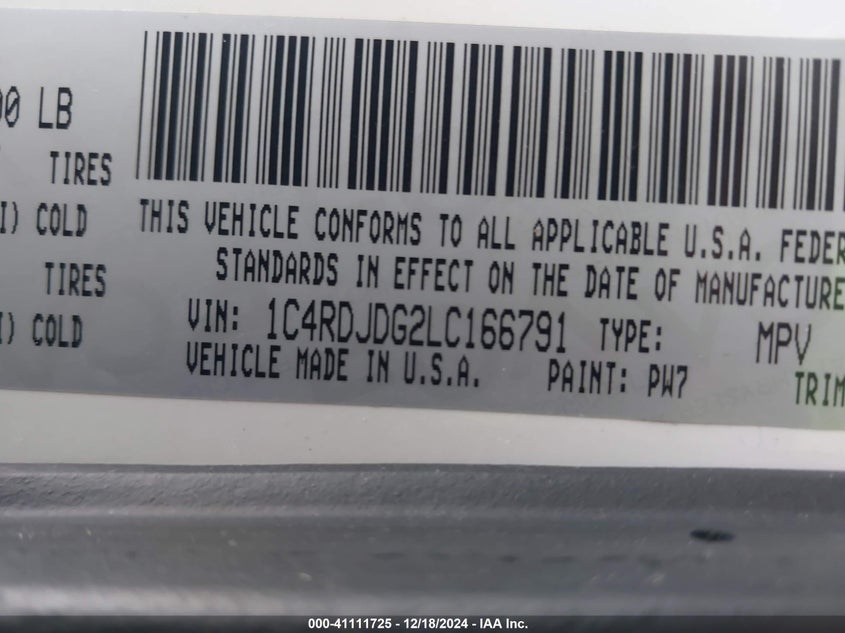 00 LB
TIRES
I) COLD
TIRES
I) COLD
THIS VEHICLE CONFORMS TO ALL APPLICABLE U.S.A. FEDER
STANDARDS IN EFFECT ON THE DATE OF MANUFACTURE
VIN: 1C4RDJDG2LC166791 TYPE: MPV
VEHICLE MADE IN U.S.A. PAINT: PW7 TRIM
000-41111725 - 12/18/2024 - IAA Inc.